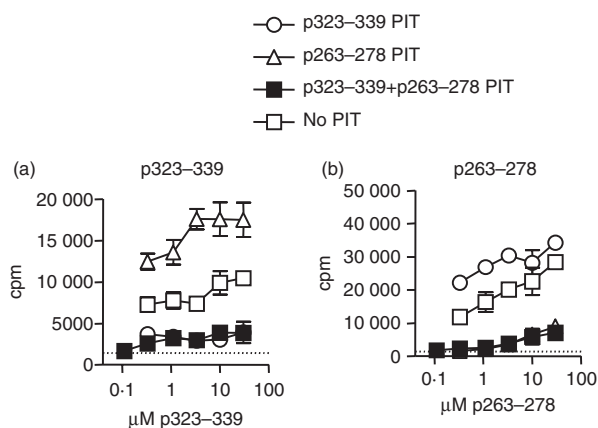 p323–339 PIT
p263–278 PIT
p323–339+p263–278 PIT
No PIT
(a)
p323–339
20 000
15 000
10 000
5000
0
cpm
0·1
1
10
100
μM p323–339
(b)
p263–278
50 000
40 000
30 000
20 000
10 000
0
cpm
0·1
1
10
100
μM p263–278